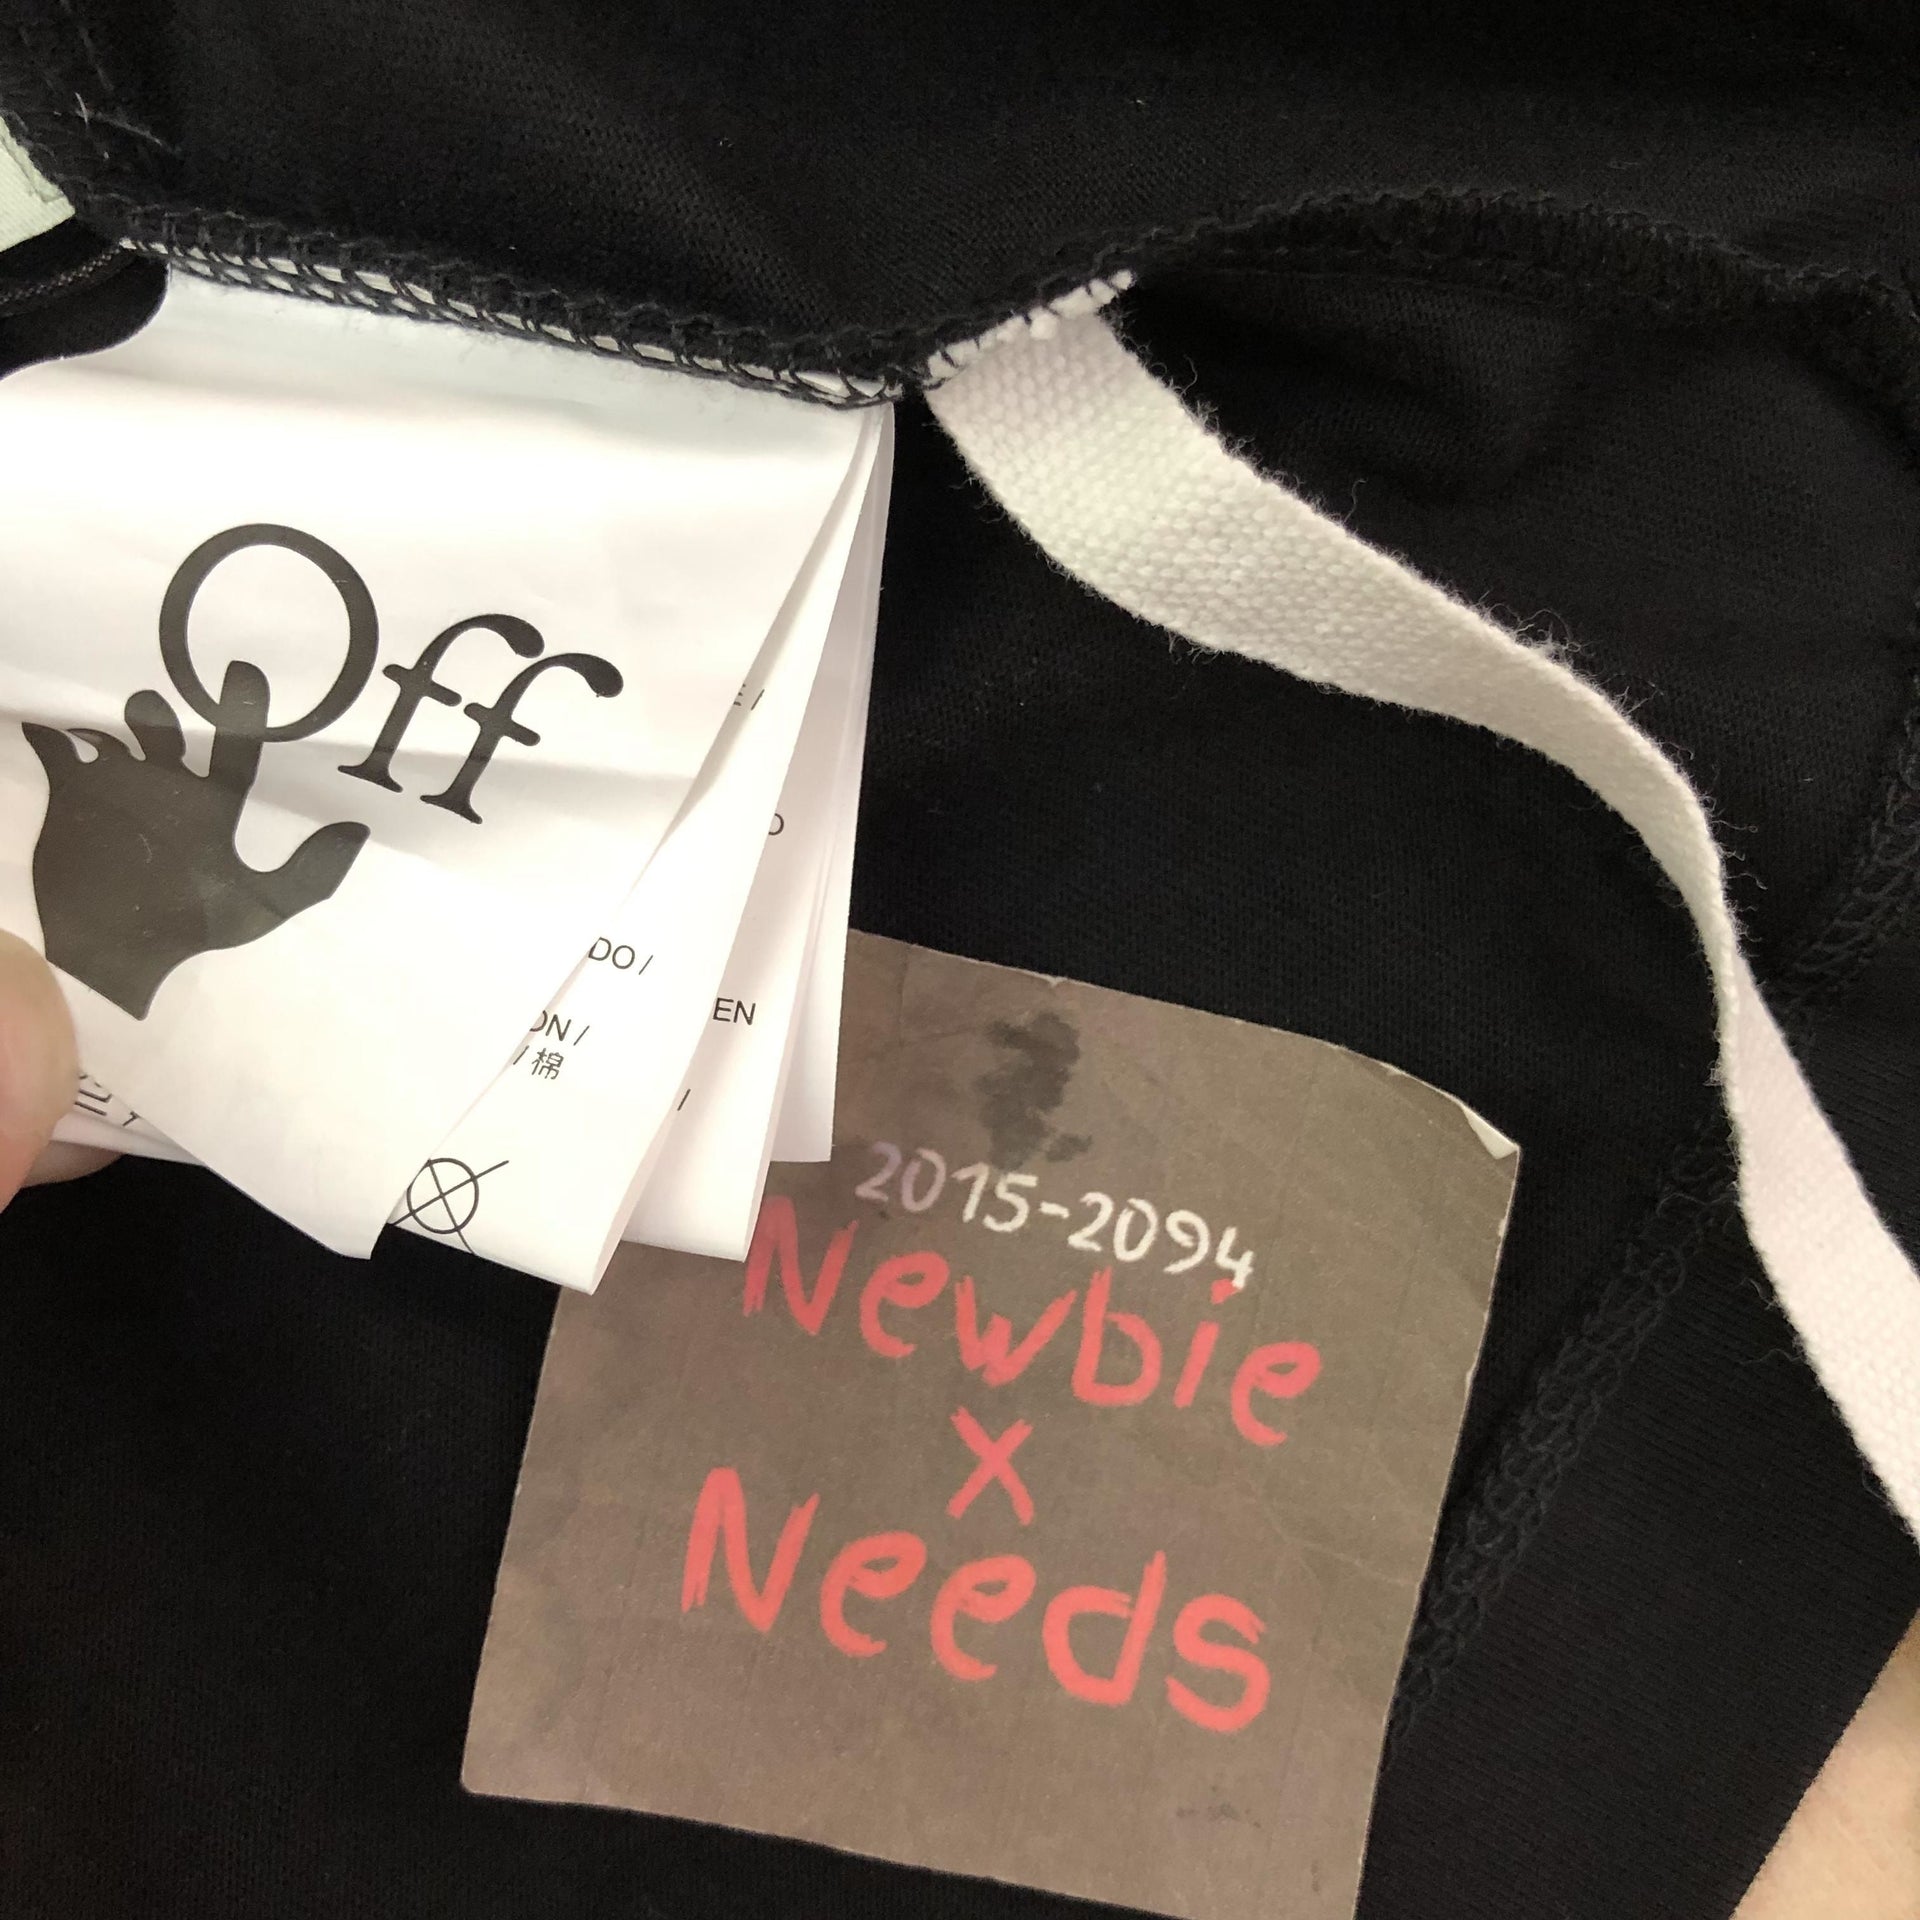 Off
DO /
EN
ON /
/ 棉
2015-2094
Newbie
x
Needs